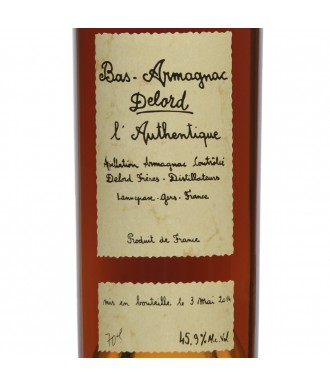 Bas-Armagnac
Delord
l'Authentique
Appellation Armagnac Contrôlée
Delord Frères - Distillateurs
Lannepax - Gers - France
Produit de France
mis en bouteille le 3 Mai
70cl
45,9% Alc. Vol